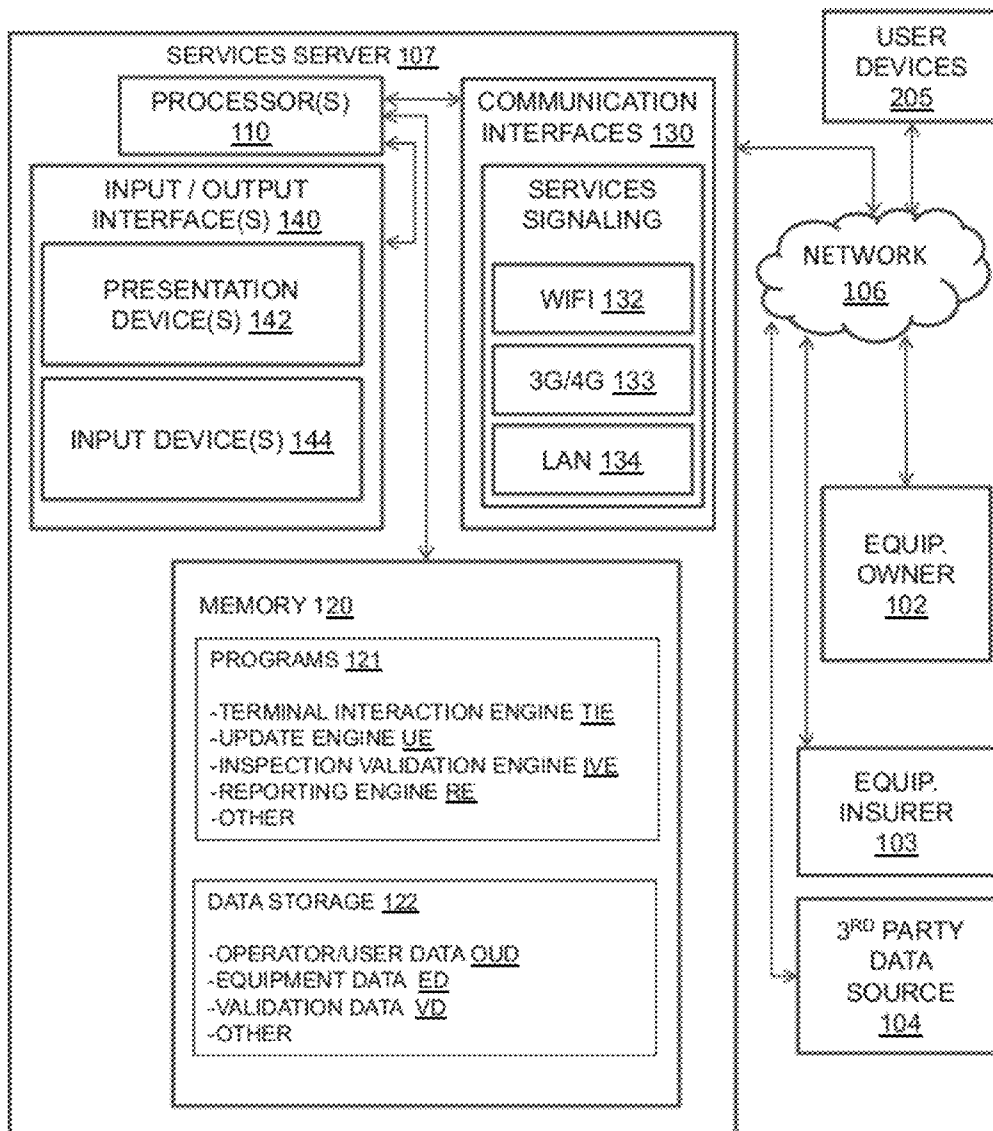 SERVICES SERVER 107
PROCESSOR(S)
110
INPUT / OUTPUT
INTERFACE(S) 140
PRESENTATION
DEVICE(S) 142
INPUT DEVICE(S) 144
COMMUNICATION
INTERFACES 130
SERVICES
SIGNALING
WIFI 132
3G/4G 133
LAN 134
MEMORY 120
PROGRAMS 121
-TERMINAL INTERACTION ENGINE TIE
-UPDATE ENGINE UE
-INSPECTION VALIDATION ENGINE IVE
-REPORTING ENGINE RE
-OTHER
DATA STORAGE 122
-OPERATOR/USER DATA OUD
-EQUIPMENT DATA ED
-VALIDATION DATA VD
-OTHER
USER
DEVICES
205
NETWORK
106
EQUIP.
OWNER
102
EQUIP.
INSURER
103
3RD PARTY
DATA
SOURCE
104